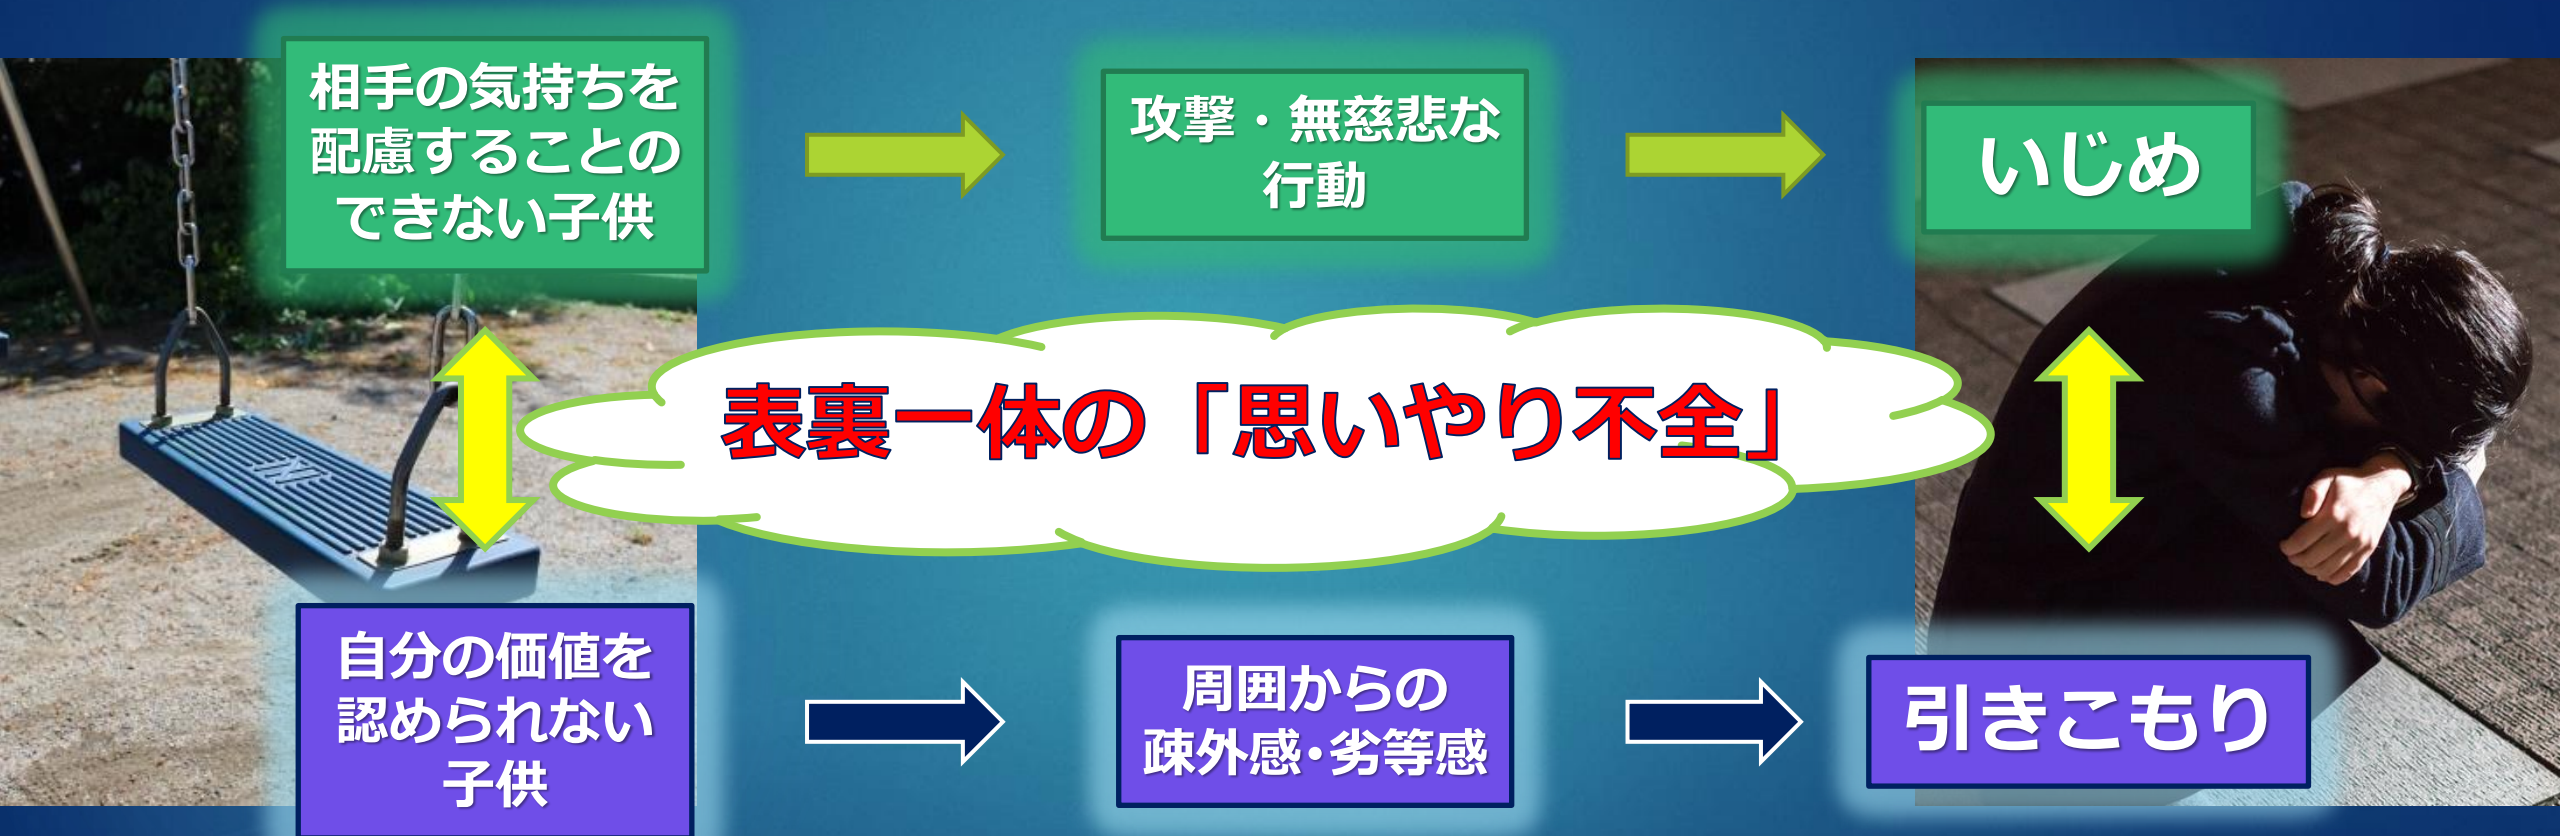 相手の気持ちを
配慮することの
できない子供
攻撃・無慈悲な
行動
いじめ
表裏一体の「思いやり不全」
自分の価値を
認められない
子供
周囲からの
疎外感・劣等感
引きこもり